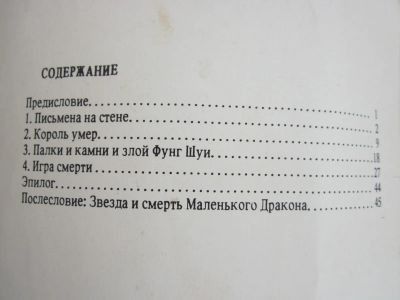 СОДЕРЖАНИЕ
Предисловие. . . . . . . . . . . . . . . . . . . . . . . . . . . . . 1
1. Письмена на стене. . . . . . . . . . . . . . . . . . . . . . . 2
2. Король умер. . . . . . . . . . . . . . . . . . . . . . . . . . . 9
3. Палки и камни и злой Фунг Шуи. . . . . . . . . . . . . . 18
4. Игра смерти . . . . . . . . . . . . . . . . . . . . . . . . . . . 27
Эпилог. . . . . . . . . . . . . . . . . . . . . . . . . . . . . . . . 44
Послесловие: Звезда и смерть Маленького Дракона. . . . . . 45